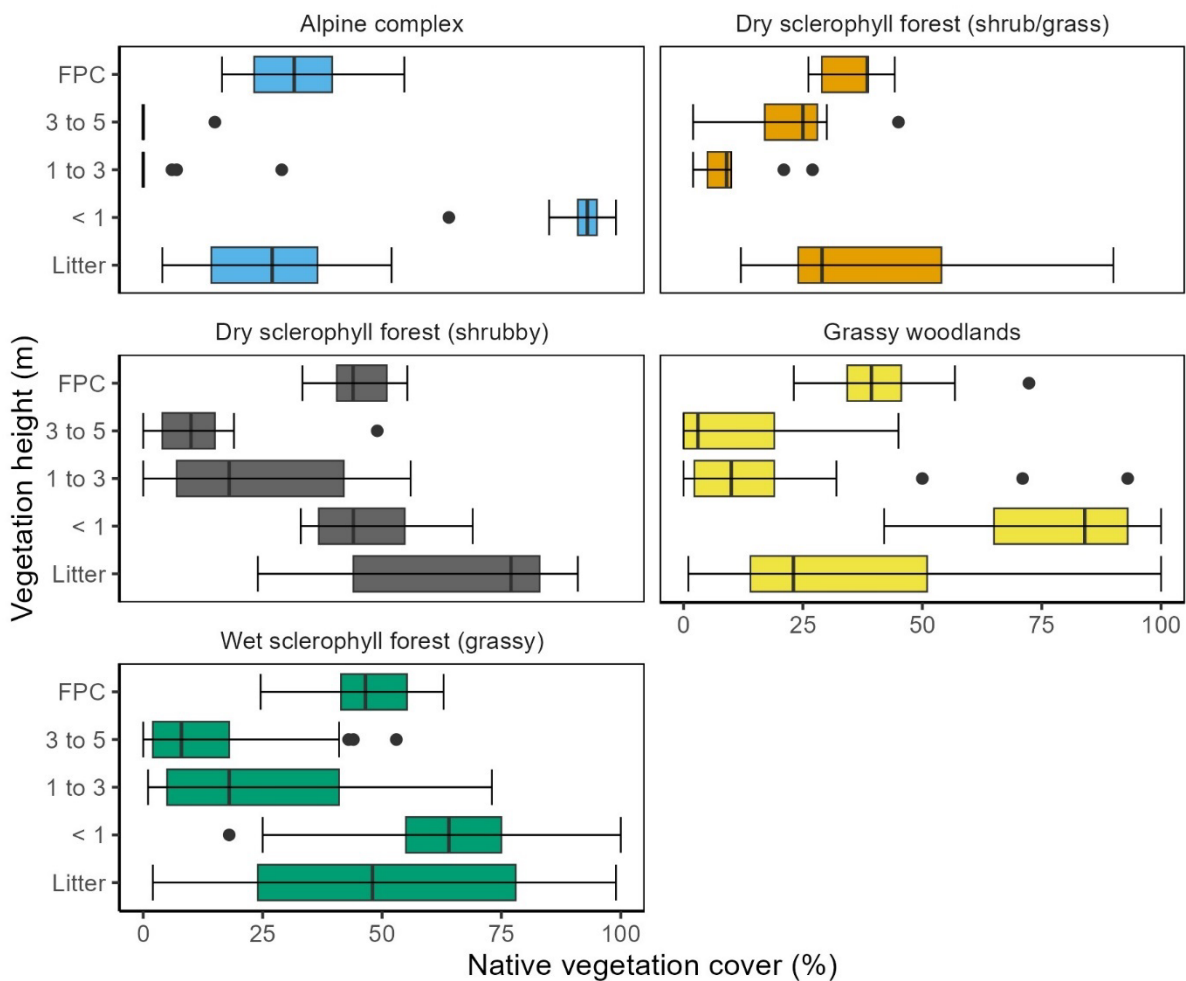 Alpine complex
Dry sclerophyll forest (shrub/grass)
FPC
3 to 5
1 to 3
< 1
Litter
Dry sclerophyll forest (shrubby)
Grassy woodlands
FPC
3 to 5
1 to 3
< 1
Litter
0 25 50 75 100
Wet sclerophyll forest (grassy)
FPC
3 to 5
1 to 3
< 1
Litter
0 25 50 75 100
Native vegetation cover (%)
Vegetation height (m)